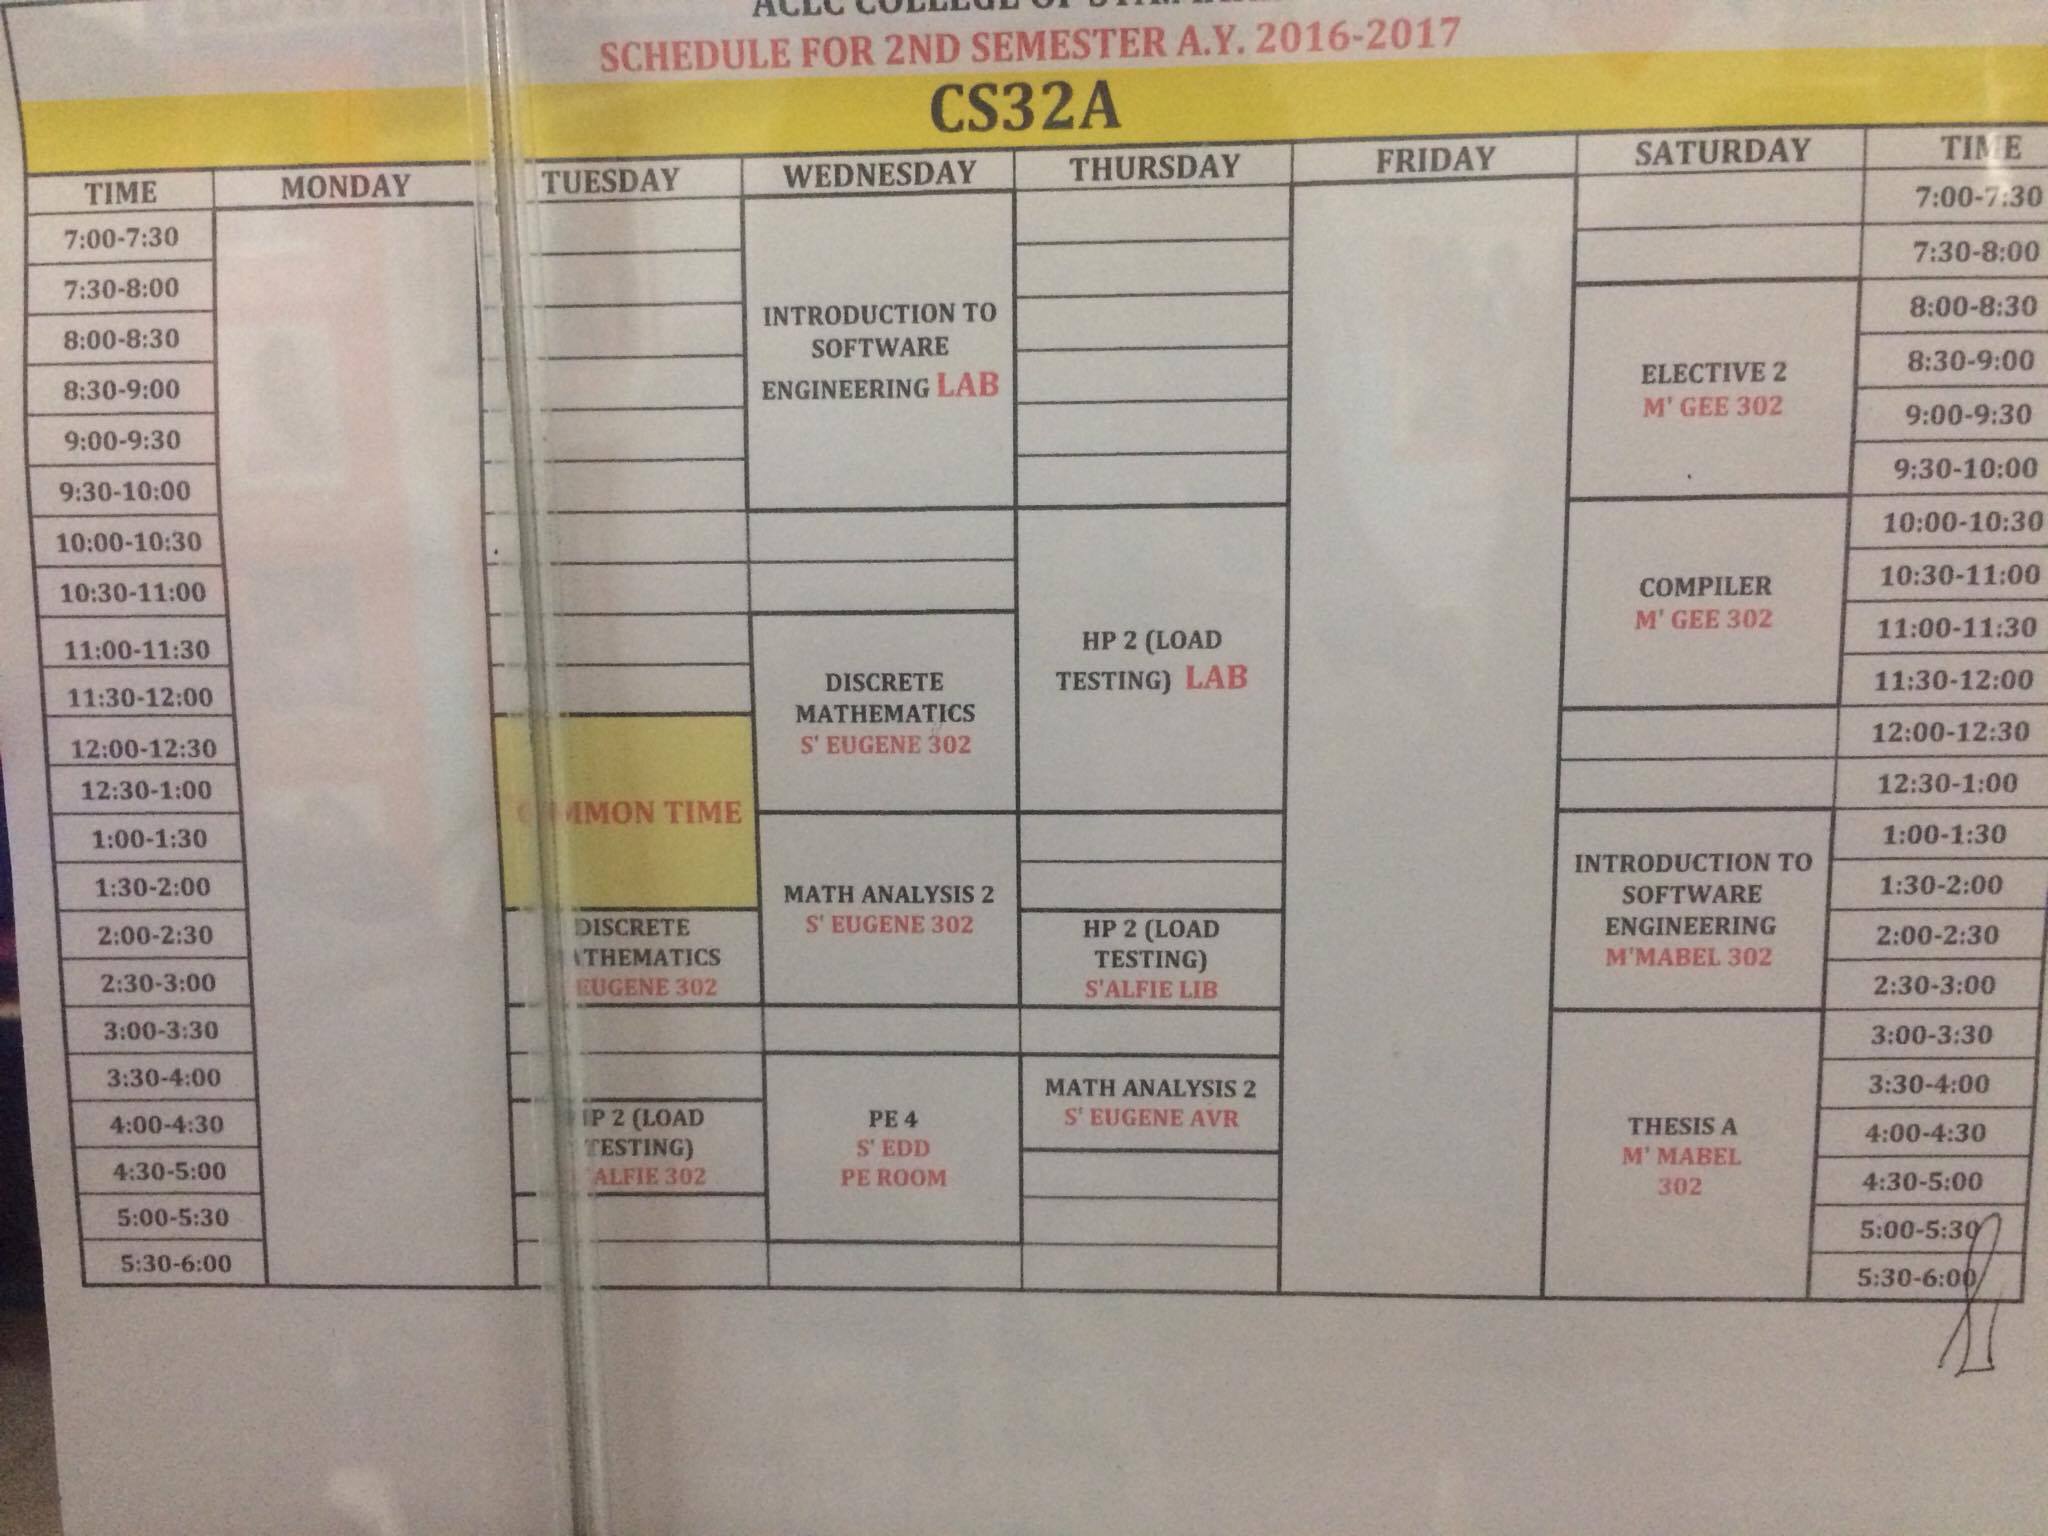 ACLC COLLEGE OF
SCHEDULE FOR 2ND SEMESTER A.Y. 2016-2017
CS32A
TIME MONDAY TUESDAY WEDNESDAY THURSDAY FRIDAY SATURDAY TIME
7:00-7:30
7:30-8:00
8:00-8:30
8:30-9:00
9:00-9:30
9:30-10:00
10:00-10:30
10:30-11:00
11:00-11:30
11:30-12:00
12:00-12:30
12:30-1:00
1:00-1:30
1:30-2:00
2:00-2:30
2:30-3:00
3:00-3:30
3:30-4:00
4:00-4:30
4:30-5:00
5:00-5:30
5:30-6:00
COMMON TIME
DISCRETE
MATHEMATICS
EUGENE 302
HP 2 (LOAD
TESTING)
ALFIE 302
INTRODUCTION TO
SOFTWARE
ENGINEERING LAB
DISCRETE
MATHEMATICS
S' EUGENE 302
MATH ANALYSIS 2
S' EUGENE 302
PE 4
S' EDD
PE ROOM
HP 2 (LOAD
TESTING) LAB
HP 2 (LOAD
TESTING)
S'ALFIE LIB
MATH ANALYSIS 2
S' EUGENE AVR
ELECTIVE 2
M' GEE 302
COMPILER
M' GEE 302
INTRODUCTION TO
SOFTWARE
ENGINEERING
M'MABEL 302
THESIS A
M' MABEL
302
7:00-7:30
7:30-8:00
8:00-8:30
8:30-9:00
9:00-9:30
9:30-10:00
10:00-10:30
10:30-11:00
11:00-11:30
11:30-12:00
12:00-12:30
12:30-1:00
1:00-1:30
1:30-2:00
2:00-2:30
2:30-3:00
3:00-3:30
3:30-4:00
4:00-4:30
4:30-5:00
5:00-5:30
5:30-6:00